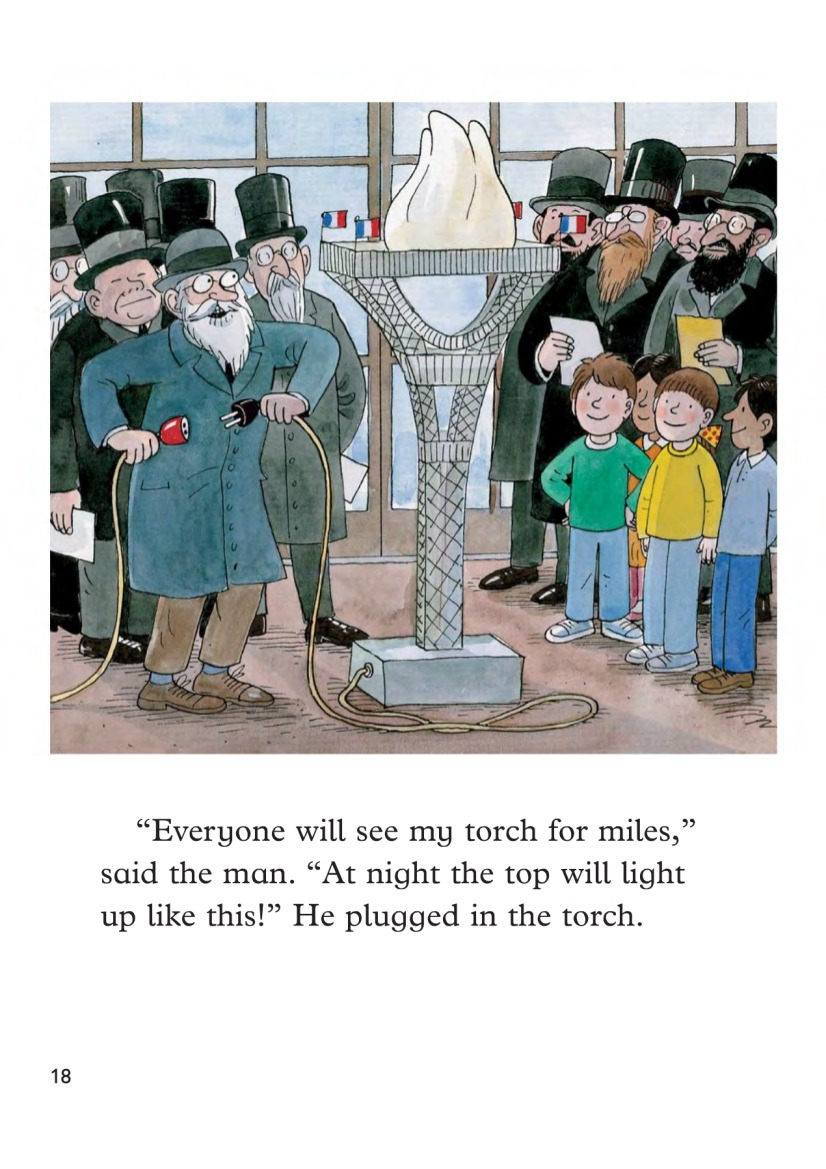 “Everyone will see my torch for miles,”
said the man. “At night the top will light
up like this!” He plugged in the torch.
18